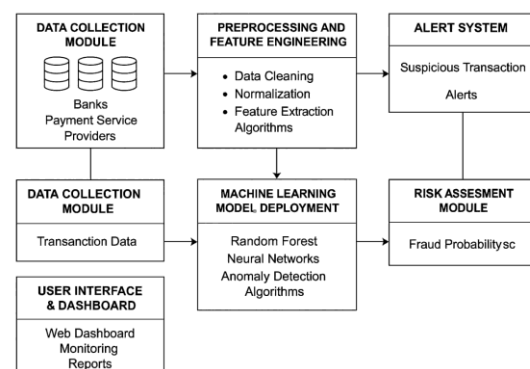 DATA COLLECTION
MODULE
Banks
Payment Service
Providers
PREPROCESSING AND
FEATURE ENGINEERING
• Data Cleaning
• Normalization
• Feature Extraction
Algorithms
ALERT SYSTEM
Suspicious Transaction
Alerts
DATA COLLECTION
MODULE
Transanction Data
MACHINE LEARNING
MODEL DEPLOYMENT
Random Forest
Neural Networks
Anomaly Detection
Algorithms
RISK ASSESMENT
MODULE
Fraud Probabilitysc
USER INTERFACE
& DASHBOARD
Web Dashboard
Monitoring
Reports